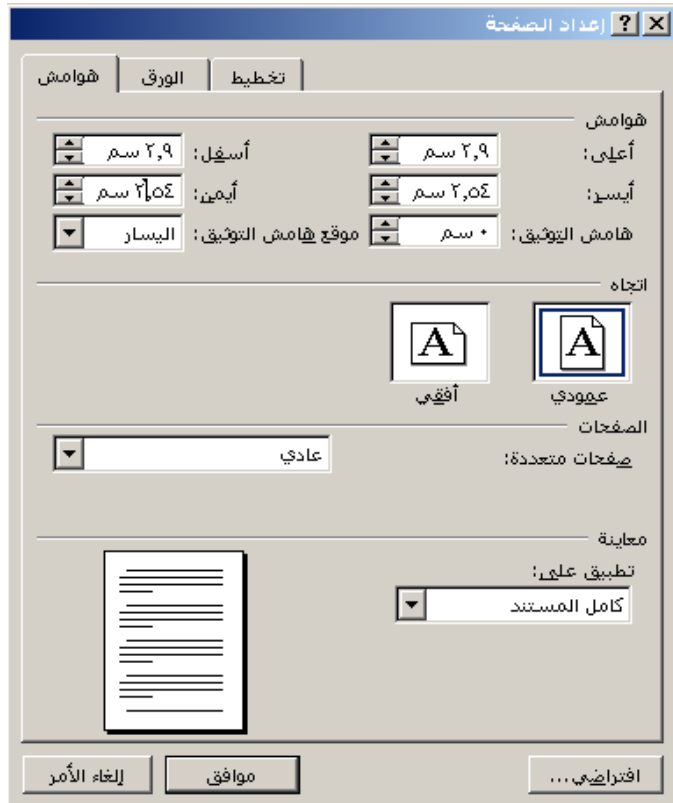 إعداد الصفحة
هوامش الورق تخطيط
هوامش
أعلى: ٢,٩ سم أسفل: ٢,٩ سم
أيسر: ٢,٥٤ سم أيمن: ٢,٥٤ سم
هامش التوثيق: ٠ سم موقع هامش التوثيق: اليسار
اتجاه
A A
عمودي أفقي
الصفحات
صفحات متعددة: عادي
معاينة
تطبيق على:
كامل المستند
افتراضي... موافق إلغاء الأمر